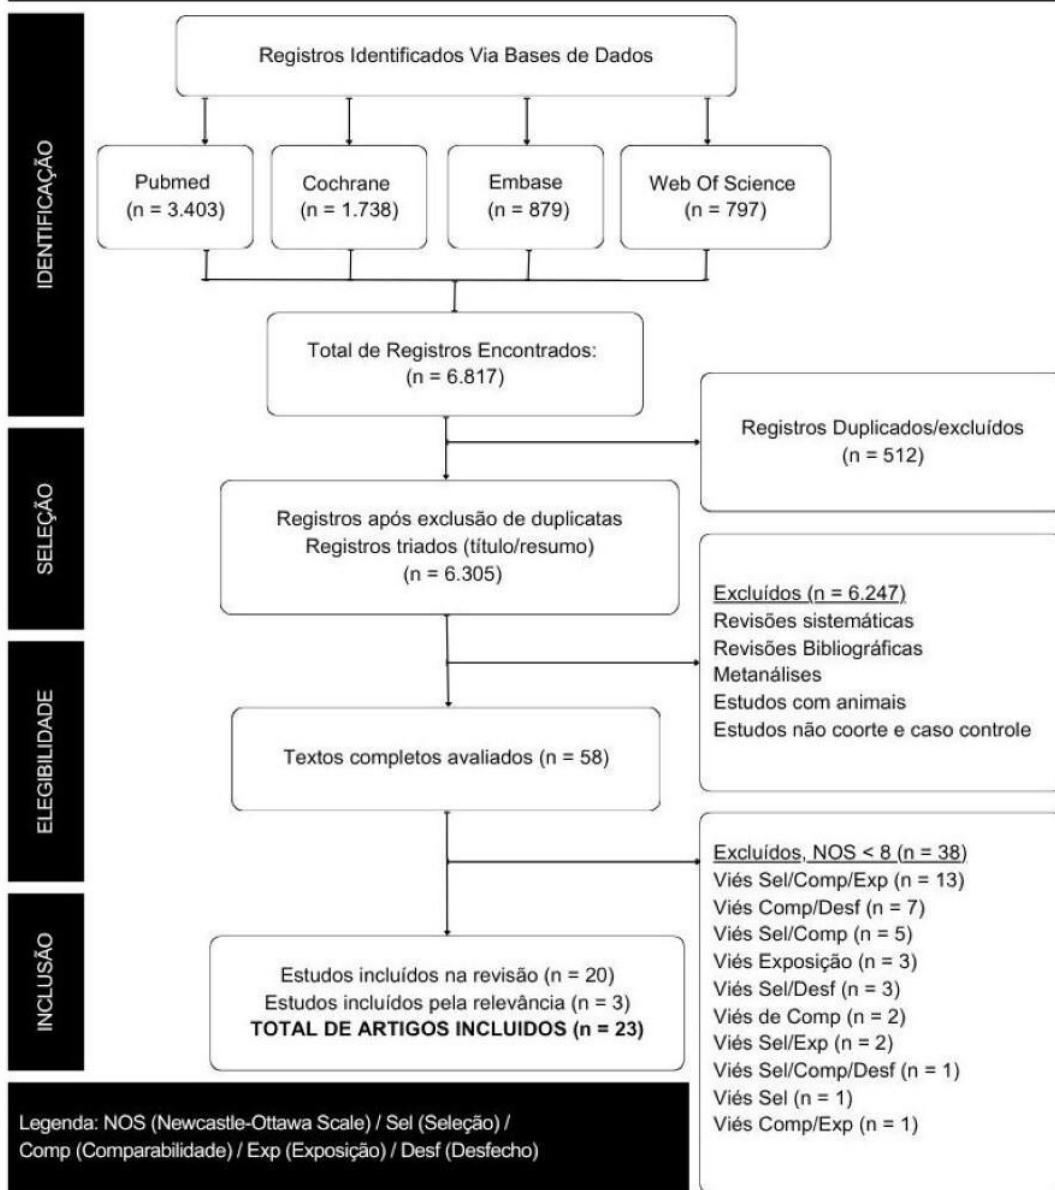 IDENTIFICAÇÃO
Registros Identificados Via Bases de Dados
Pubmed
(n = 3.403)
Cochrane
(n = 1.738)
Embase
(n = 879)
Web Of Science
(n = 797)
Total de Registros Encontrados:
(n = 6.817)
Registros Duplicados/excluídos
(n = 512)
SELEÇÃO
Registros após exclusão de duplicatas
Registros triados (título/resumo)
(n = 6.305)
Excluídos (n = 6.247)
Revisões sistemáticas
Revisões Bibliográficas
Metanálises
Estudos com animais
Estudos não coorte e caso controle
ELEGIBILIDADE
Textos completos avaliados (n = 58)
Excluídos, NOS < 8 (n = 38)
Viés Sel/Comp/Exp (n = 13)
Viés Comp/Desf (n = 7)
Viés Sel/Comp (n = 5)
Viés Exposição (n = 3)
Viés Sel/Desf (n = 3)
Viés de Comp (n = 2)
Viés Sel/Exp (n = 2)
Viés Sel/Comp/Desf (n = 1)
Viés Sel (n = 1)
Viés Comp/Exp (n = 1)
INCLUSÃO
Estudos incluídos na revisão (n = 20)
Estudos incluídos pela relevância (n = 3)
TOTAL DE ARTIGOS INCLUIDOS (n = 23)
Legenda: NOS (Newcastle-Ottawa Scale) / Sel (Seleção) /
Comp (Comparabilidade) / Exp (Exposição) / Desf (Desfecho)